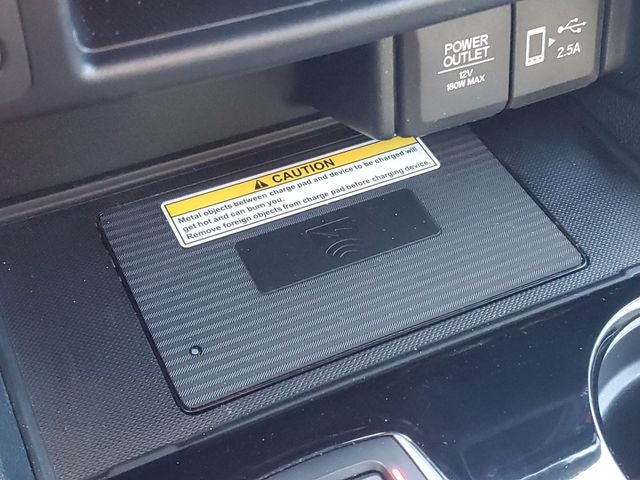 POWER
OUTLET
12V
180W MAX
2.5A
CAUTION
Metal objects between charge pad and device to be charged will
get hot and can burn you.
Remove foreign objects from charge pad before charging device.